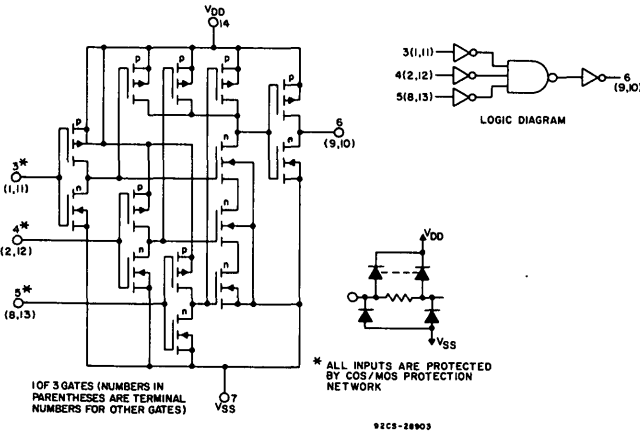 VDD
14
p
p
p
p
p
n
n
n
n
n
n
p
p
n
3*
(1,11)
4*
(2,12)
5*
(8,13)
6
(9,10)
7
VSS
1 OF 3 GATES (NUMBERS IN
PARENTHESES ARE TERMINAL
NUMBERS FOR OTHER GATES)
3(1,11)
4(2,12)
5(8,13)
6
(9,10)
LOGIC DIAGRAM
VDD
VSS
* ALL INPUTS ARE PROTECTED
BY COS/MOS PROTECTION
NETWORK
92CS-28903